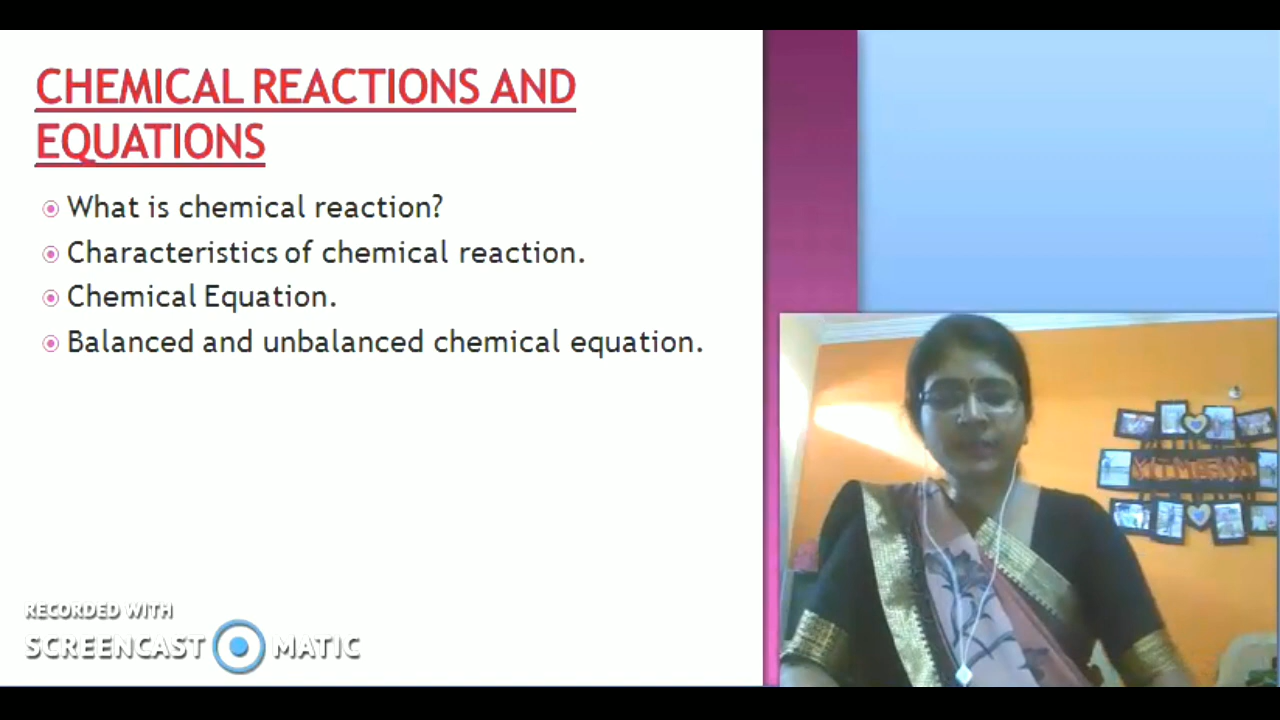 CHEMICAL REACTIONS AND
EQUATIONS
What is chemical reaction?
Characteristics of chemical reaction.
Chemical Equation.
Balanced and unbalanced chemical equation.
RECORDED WITH
SCREENCAST MATIC